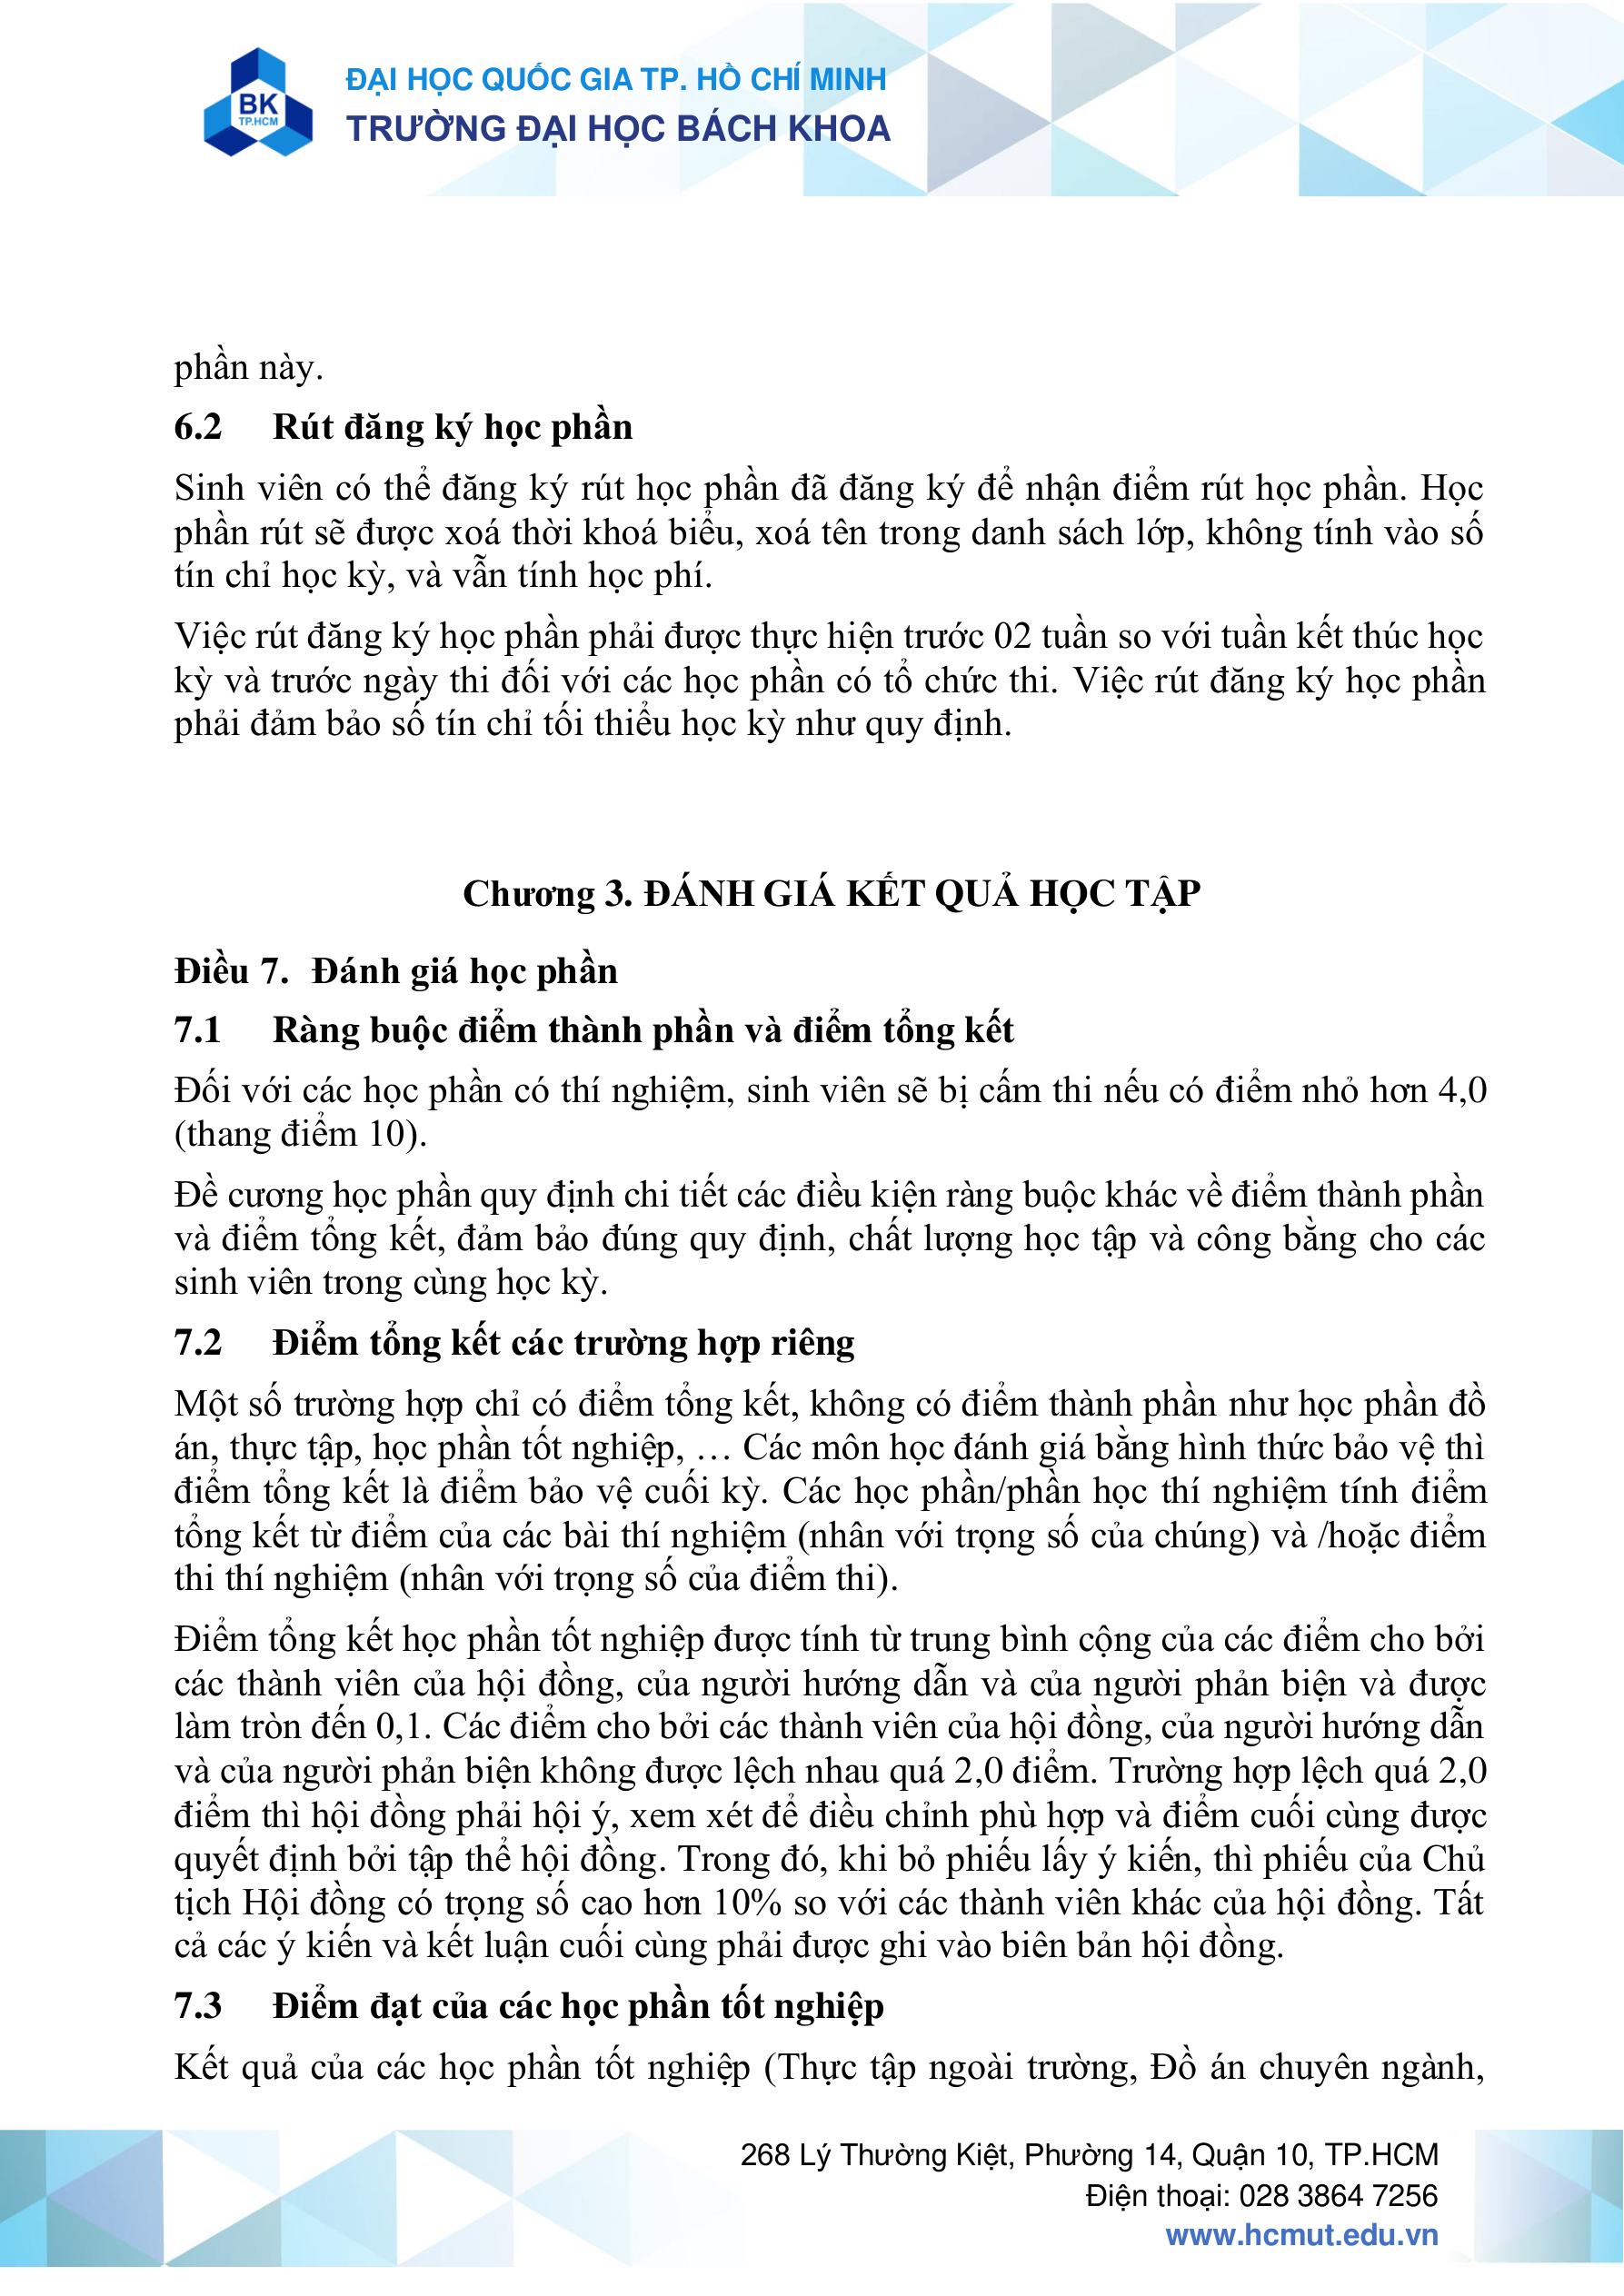 BK
TP.HCM
ĐẠI HỌC QUỐC GIA TP. HỒ CHÍ MINH
TRƯỜNG ĐẠI HỌC BÁCH KHOA
phần này.
6.2 Rút đăng ký học phần
Sinh viên có thể đăng ký rút học phần đã đăng ký để nhận điểm rút học phần. Học
phần rút sẽ được xoá thời khoá biểu, xoá tên trong danh sách lớp, không tính vào số
tín chỉ học kỳ, và vẫn tính học phí.
Việc rút đăng ký học phần phải được thực hiện trước 02 tuần so với tuần kết thúc học
kỳ và trước ngày thi đối với các học phần có tổ chức thi. Việc rút đăng ký học phần
phải đảm bảo số tín chỉ tối thiểu học kỳ như quy định.
Chương 3. ĐÁNH GIÁ KẾT QUẢ HỌC TẬP
Điều 7. Đánh giá học phần
7.1 Ràng buộc điểm thành phần và điểm tổng kết
Đối với các học phần có thí nghiệm, sinh viên sẽ bị cấm thi nếu có điểm nhỏ hơn 4,0
(thang điểm 10).
Đề cương học phần quy định chi tiết các điều kiện ràng buộc khác về điểm thành phần
và điểm tổng kết, đảm bảo đúng quy định, chất lượng học tập và công bằng cho các
sinh viên trong cùng học kỳ.
7.2 Điểm tổng kết các trường hợp riêng
Một số trường hợp chỉ có điểm tổng kết, không có điểm thành phần như học phần đồ
án, thực tập, học phần tốt nghiệp, … Các môn học đánh giá bằng hình thức bảo vệ thì
điểm tổng kết là điểm bảo vệ cuối kỳ. Các học phần/phần học thí nghiệm tính điểm
tổng kết từ điểm của các bài thí nghiệm (nhân với trọng số của chúng) và /hoặc điểm
thi thí nghiệm (nhân với trọng số của điểm thi).
Điểm tổng kết học phần tốt nghiệp được tính từ trung bình cộng của các điểm cho bởi
các thành viên của hội đồng, của người hướng dẫn và của người phản biện và được
làm tròn đến 0,1. Các điểm cho bởi các thành viên của hội đồng, của người hướng dẫn
và của người phản biện không được lệch nhau quá 2,0 điểm. Trường hợp lệch quá 2,0
điểm thì hội đồng phải hội ý, xem xét để điều chỉnh phù hợp và điểm cuối cùng được
quyết định bởi tập thể hội đồng. Trong đó, khi bỏ phiếu lấy ý kiến, thì phiếu của Chủ
tịch Hội đồng có trọng số cao hơn 10% so với các thành viên khác của hội đồng. Tất
cả các ý kiến và kết luận cuối cùng phải được ghi vào biên bản hội đồng.
7.3 Điểm đạt của các học phần tốt nghiệp
Kết quả của các học phần tốt nghiệp (Thực tập ngoài trường, Đồ án chuyên ngành,
268 Lý Thường Kiệt, Phường 14, Quận 10, TP.HCM
Điện thoại: 028 3864 7256
www.hcmut.edu.vn